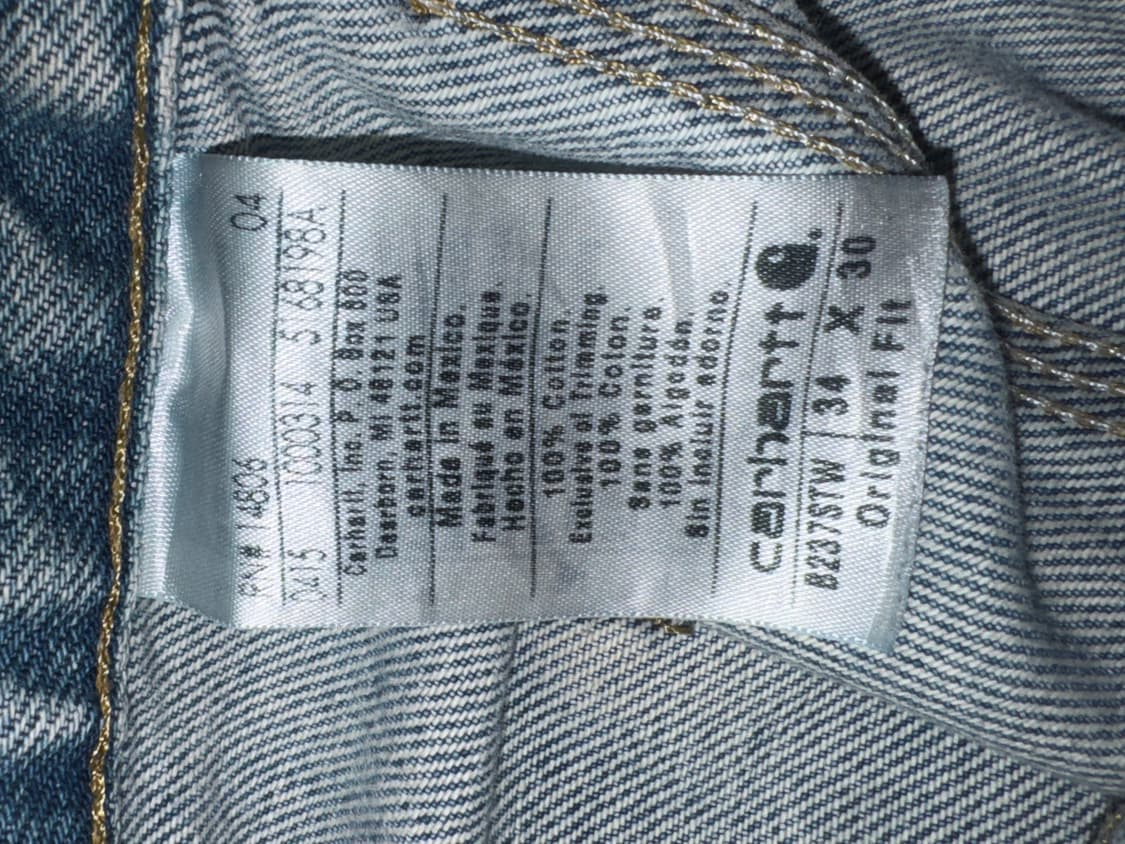 RN# 14806 04
0415 1000314 5 68198A
Carhartt, Inc. P.O. Box 600
Dearborn, MI 48121 USA
carhartt.com
Made in Mexico.
Fabriqué au Mexique.
Hecho en México.
100% Cotton.
Exclusive of Trimming.
100% Coton.
Sans garniture.
100% Algodon.
Sin incluir adorno.
carhartt
B237STW / 34 X 30
Original Fit